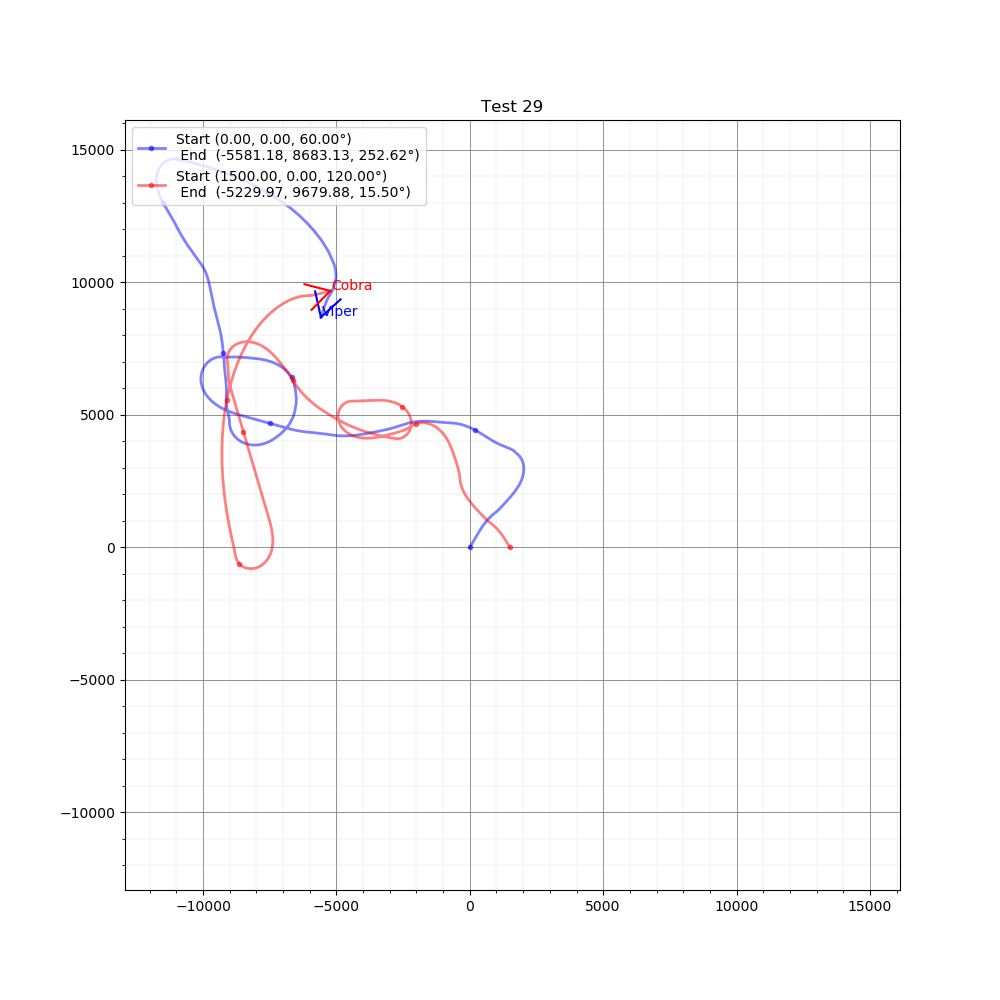 Test 29
Start (0.00, 0.00, 60.00°)
End (-5581.18, 8683.13, 252.62°)
Start (1500.00, 0.00, 120.00°)
End (-5229.97, 9679.88, 15.50°)
15000
10000
5000
0
−5000
−10000
Cobra
Viper
−10000 −5000 0 5000 10000 15000